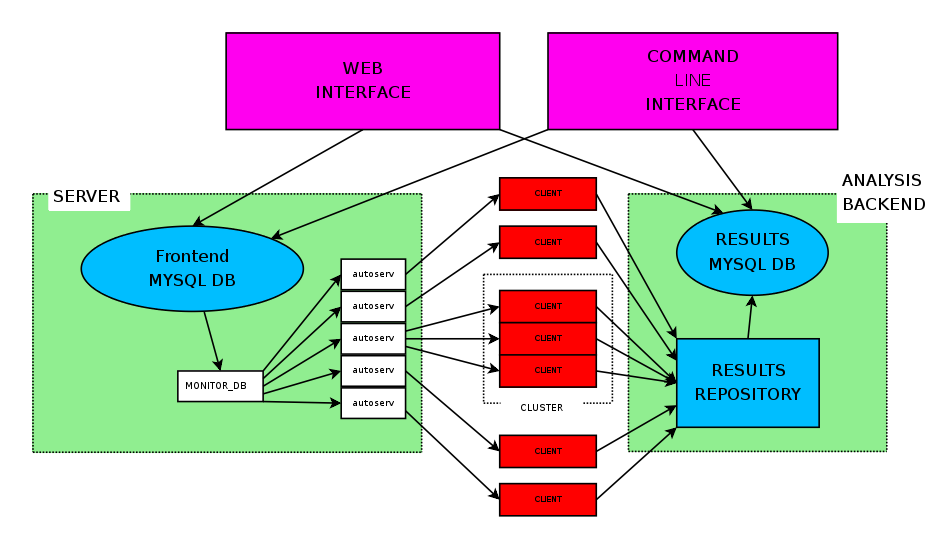 WEB
INTERFACE
COMMAND
LINE
INTERFACE
SERVER
ANALYSIS
BACKEND
Frontend
MYSQL DB
MONITOR_DB
autoserv
autoserv
autoserv
autoserv
autoserv
CLIENT
CLIENT
CLIENT
CLIENT
CLIENT
CLUSTER
CLIENT
CLIENT
RESULTS
MYSQL DB
RESULTS
REPOSITORY